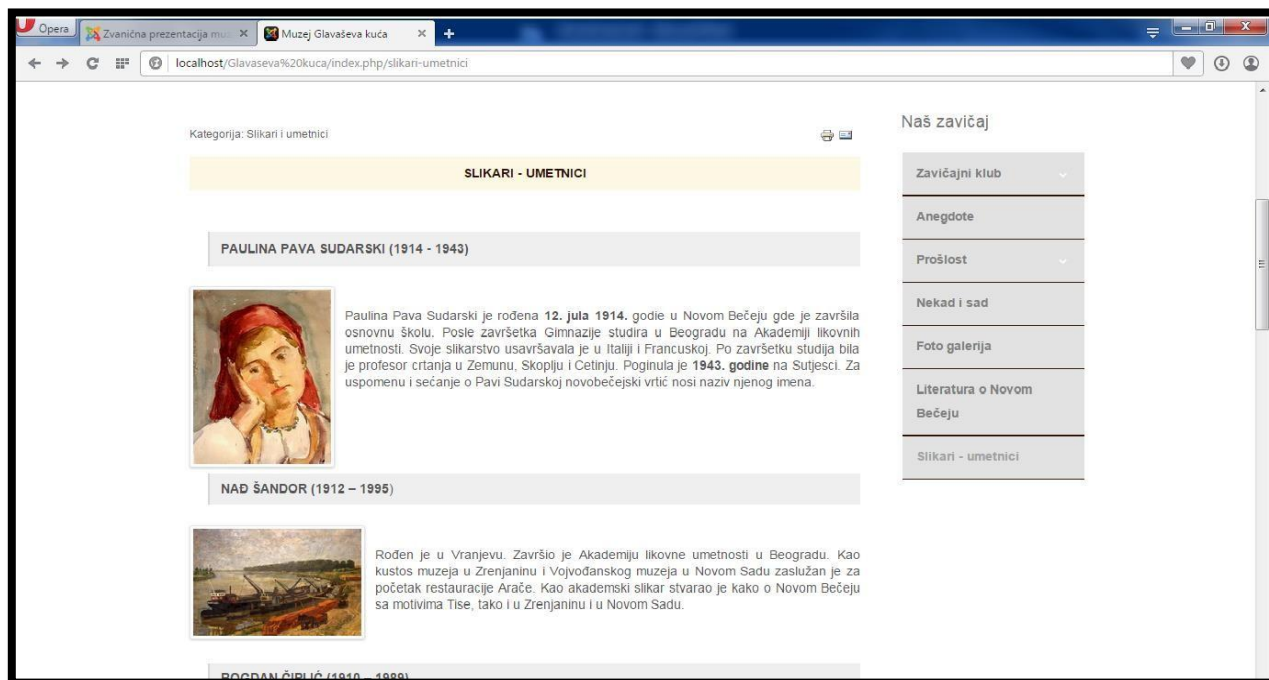 Opera
Zvanična prezentacija mu
Muzej Glavaševa kuća
localhost/Glavaseva%20kuca/index.php/slikari-umetnici
Kategorija: Slikari i umetnici
SLIKARI - UMETNICI
PAULINA PAVA SUDARSKI (1914 - 1943)
Paulina Pava Sudarski je rođena 12. jula 1914. godie u Novom Bečeju gde je završila
osnovnu školu. Posle završetka Gimnazije studira u Beogradu na Akademiji likovnih
umetnosti. Svoje slikarstvo usavršavala je u Italiji i Francuskoj. Po završetku studija bila
je profesor crtanja u Zemunu, Skoplju i Cetinju. Poginula je 1943. godine na Sutjesci. Za
uspomenu i sećanje o Pavi Sudarskoj novobečejski vrtić nosi naziv njenog imena.
NAĐ ŠANDOR (1912 – 1995)
Rođen je u Vranjevu. Završio je Akademiju likovne umetnosti u Beogradu. Kao
kustos muzeja u Zrenjaninu i Vojvođanskog muzeja u Novom Sadu zaslužan je za
početak restauracije Arače. Kao akademski slikar stvarao je kako o Novom Bečeju
sa motivima Tise, tako i u Zrenjaninu i u Novom Sadu.
BOGDAN ČIPLIĆ (1910 – 1989)
Naš zavičaj
Zavičajni klub
Anegdote
Prošlost
Nekad i sad
Foto galerija
Literatura o Novom
Bečeju
Slikari - umetnici